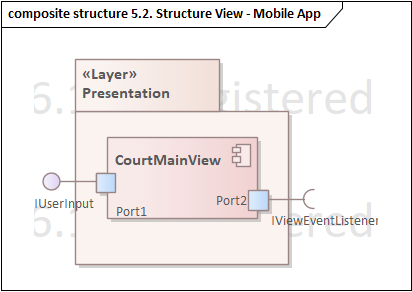 composite structure 5.2. Structure View - Mobile App
«Layer»
Presentation
CourtMainView
IUserInput
Port1
Port2
IViewEventListener